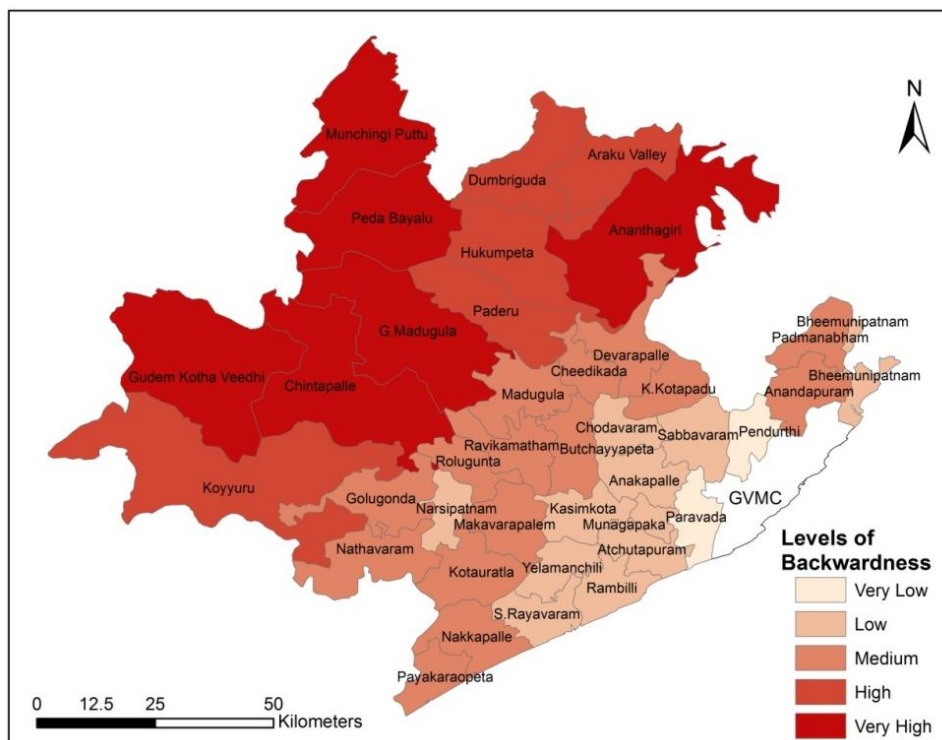 N
Munchingi Puttu
Araku Valley
Dumbriguda
Peda Bayalu
Ananthagiri
Hukumpeta
Paderu
G.Madugula
Bheemunipatnam
Padmanabham
Devarapalle
Cheedikada
Gudem Kotha Veedhi
Chintapalle
K.Kotapadu
Bheemunipatnam
Anandapuram
Madugula
Chodavaram
Sabbavaram
Pendurthi
Ravikamatham
Butchayyapeta
Rolugunta
Koyyuru
Anakapalle
Golugonda
GVMC
Narsipatnam
Kasimkota
Paravada
Makavarapalem
Munagapaka
Nathavaram
Atchutapuram
Kotauratla
Yelamanchili
Rambilli
S.Rayavaram
Nakkapalle
Payakaraopeta
Levels of
Backwardness
Very Low
Low
Medium
High
Very High
0 12.5 25 50
Kilometers